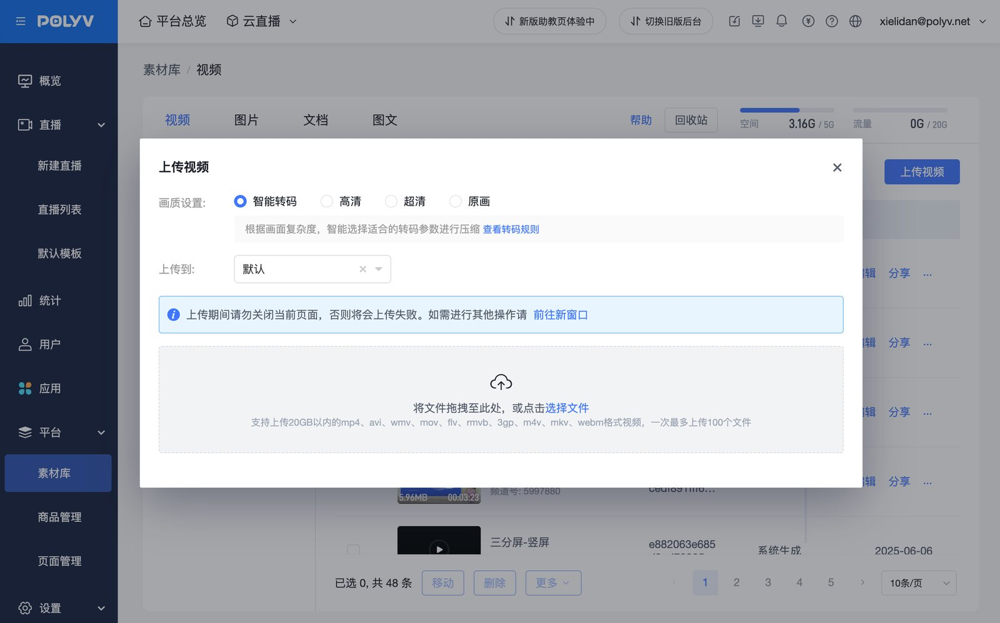 POLYV
平台总览
云直播
新版助教页体验中
切换旧版后台
xielidan@polyv.net
概览
直播
新建直播
直播列表
默认模板
统计
用户
应用
平台
素材库
商品管理
页面管理
设置
素材库 / 视频
视频 图片 文档 图文
帮助 回收站
空间 3.16G / 5G
流量 0G / 20G
上传视频
上传视频
画质设置: 智能转码 高清 超清 原画
根据画面复杂度，智能选择适合的转码参数进行压缩 查看转码规则
上传到: 默认
上传期间请勿关闭当前页面，否则将会上传失败。如需进行其他操作请 前往新窗口
将文件拖拽至此处，或点击选择文件
支持上传20GB以内的mp4、avi、wmv、mov、flv、rmvb、3gp、m4v、mkv、webm格式视频，一次最多上传100个文件
辑 分享 ...
辑 分享 ...
辑 分享 ...
辑 分享 ...
5.96MB 00:03:23
频道号: 5997880
三分屏-竖屏
e882063e685
系统生成
2025-06-06
已选 0, 共 48 条 移动 删除 更多
1 2 3 4 5
10条/页